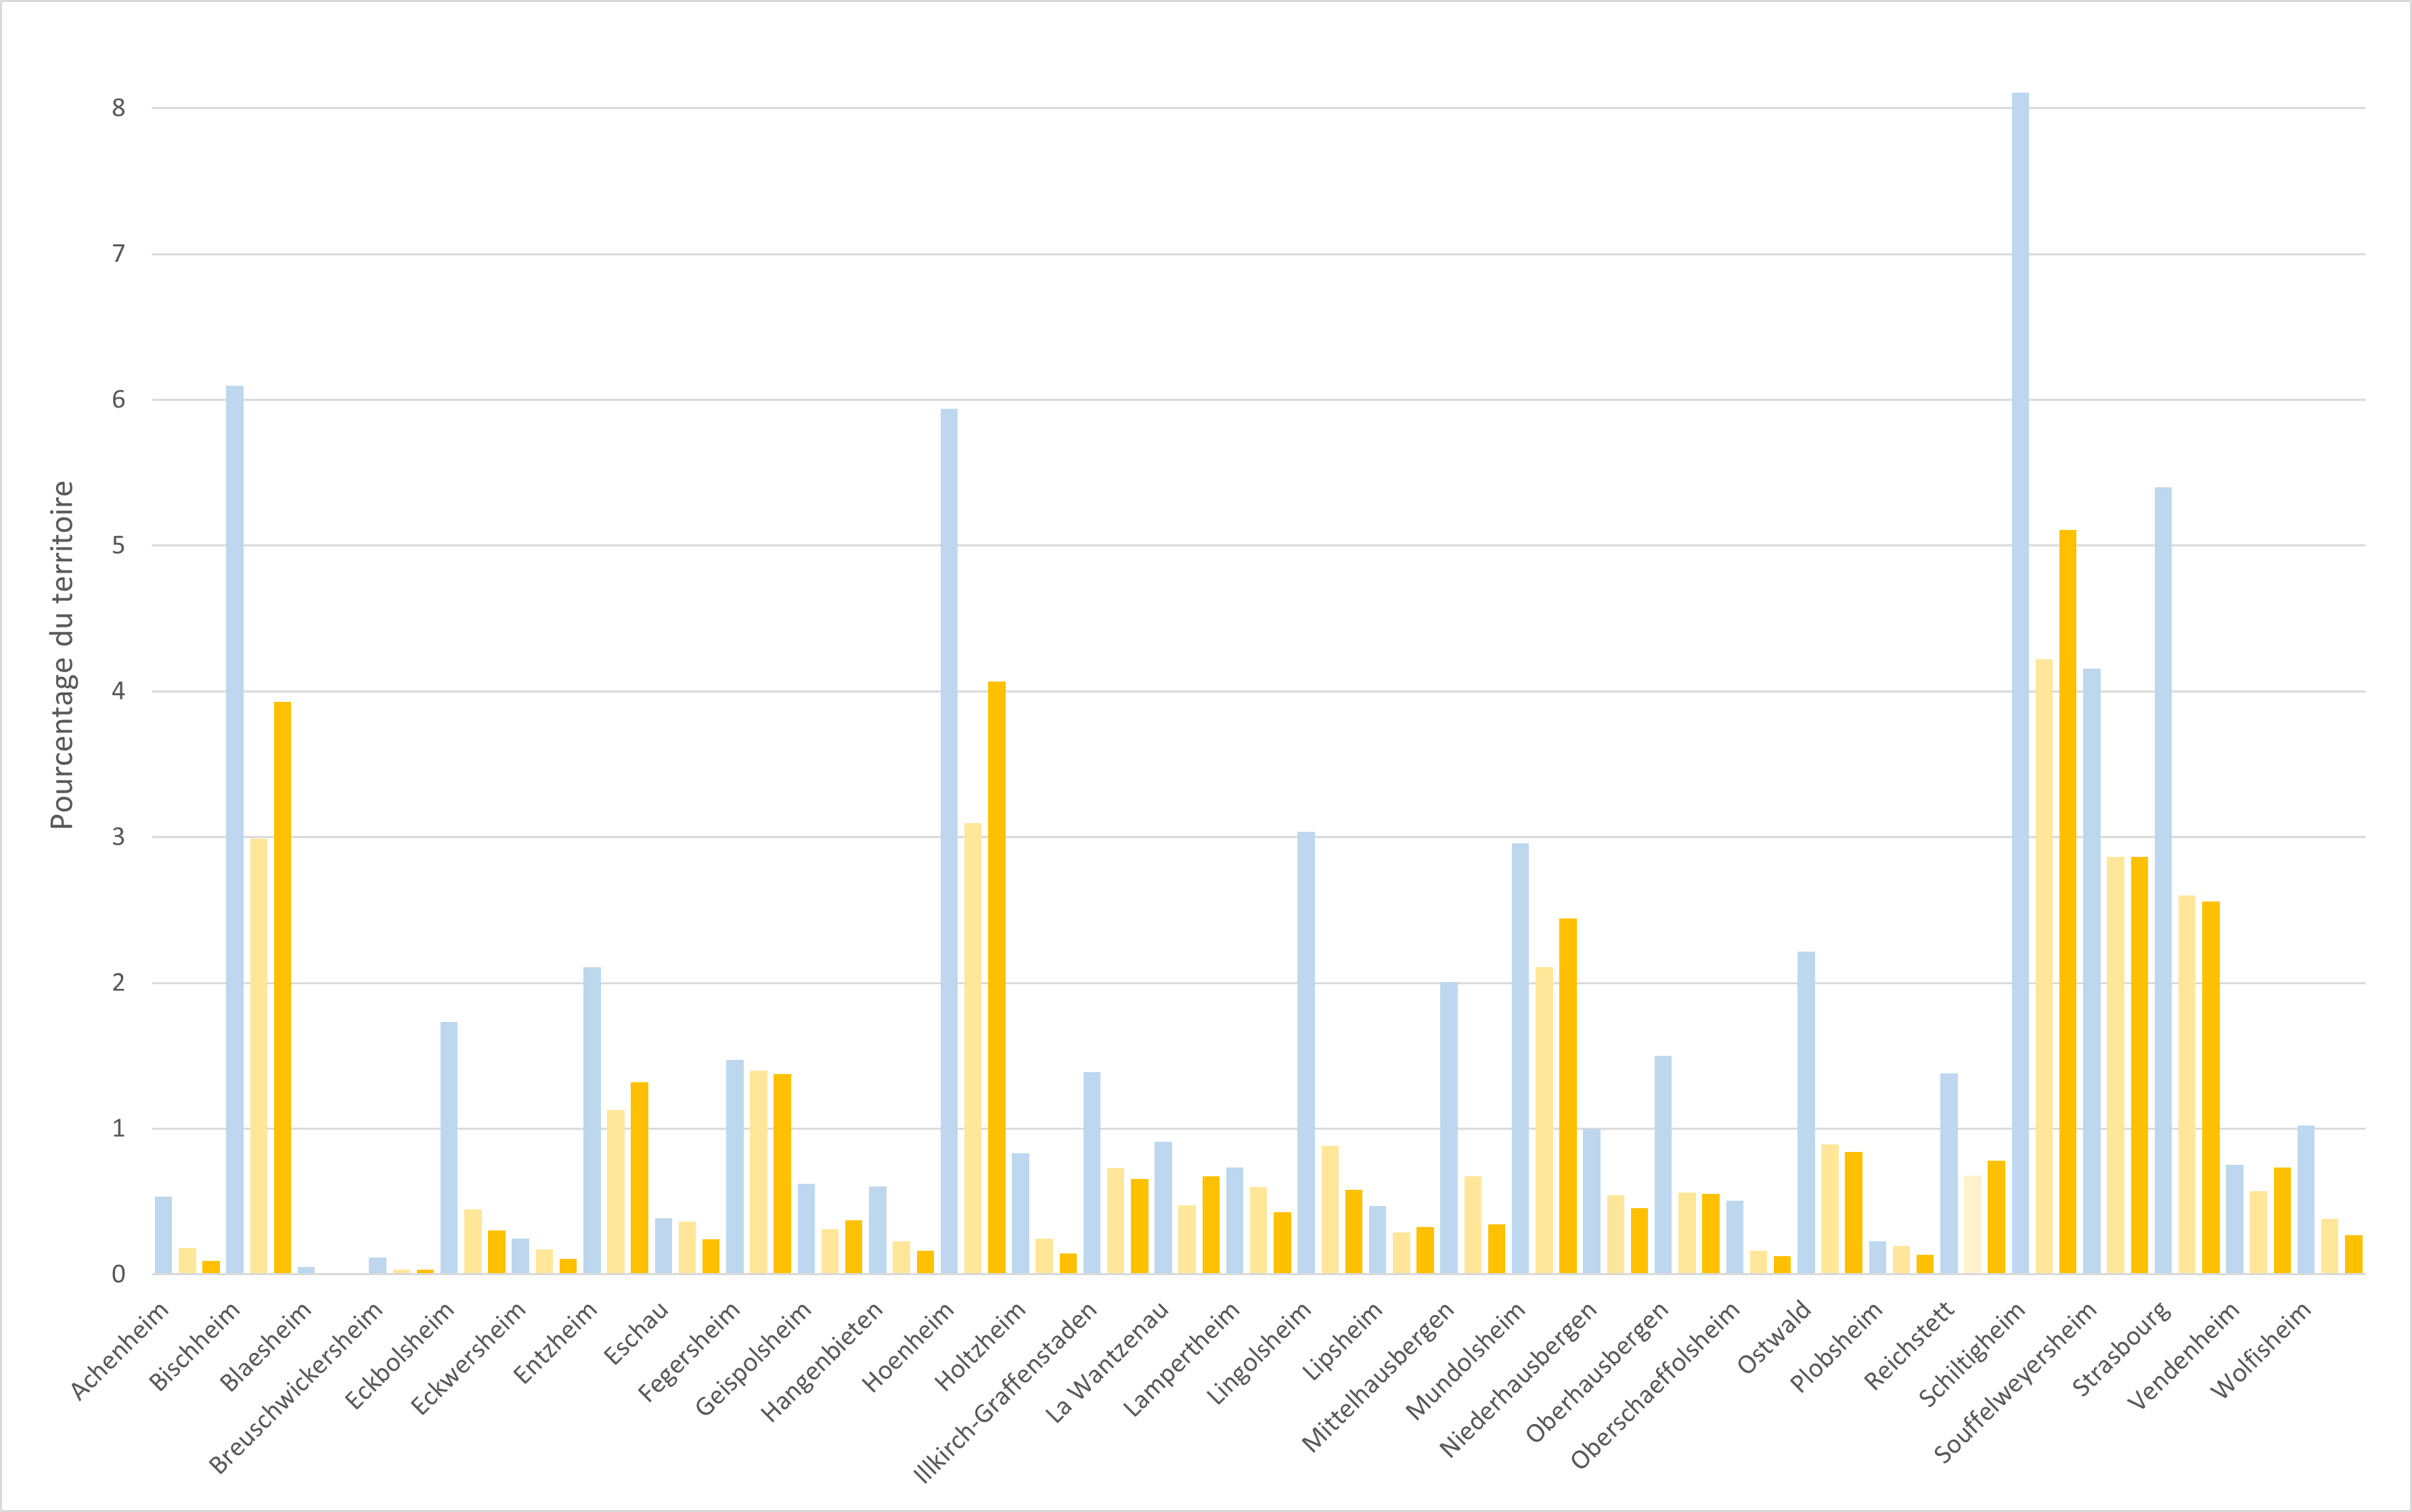 8
7
6
5
4
3
2
1
0
Pourcentage du territoire
Achenheim
Bischheim
Blaesheim
Breuschwickersheim
Eckbolsheim
Eckwersheim
Entzheim
Eschau
Fegersheim
Geispolsheim
Hangenbieten
Hoenheim
Holtzheim
Illkirch-Graffenstaden
La Wantzenau
Lampertheim
Lingolsheim
Lipsheim
Mittelhausbergen
Mundolsheim
Niederhausbergen
Oberhausbergen
Oberschaeffolsheim
Ostwald
Plobsheim
Reichstett
Schiltigheim
Souffelweyersheim
Strasbourg
Vendenheim
Wolfisheim